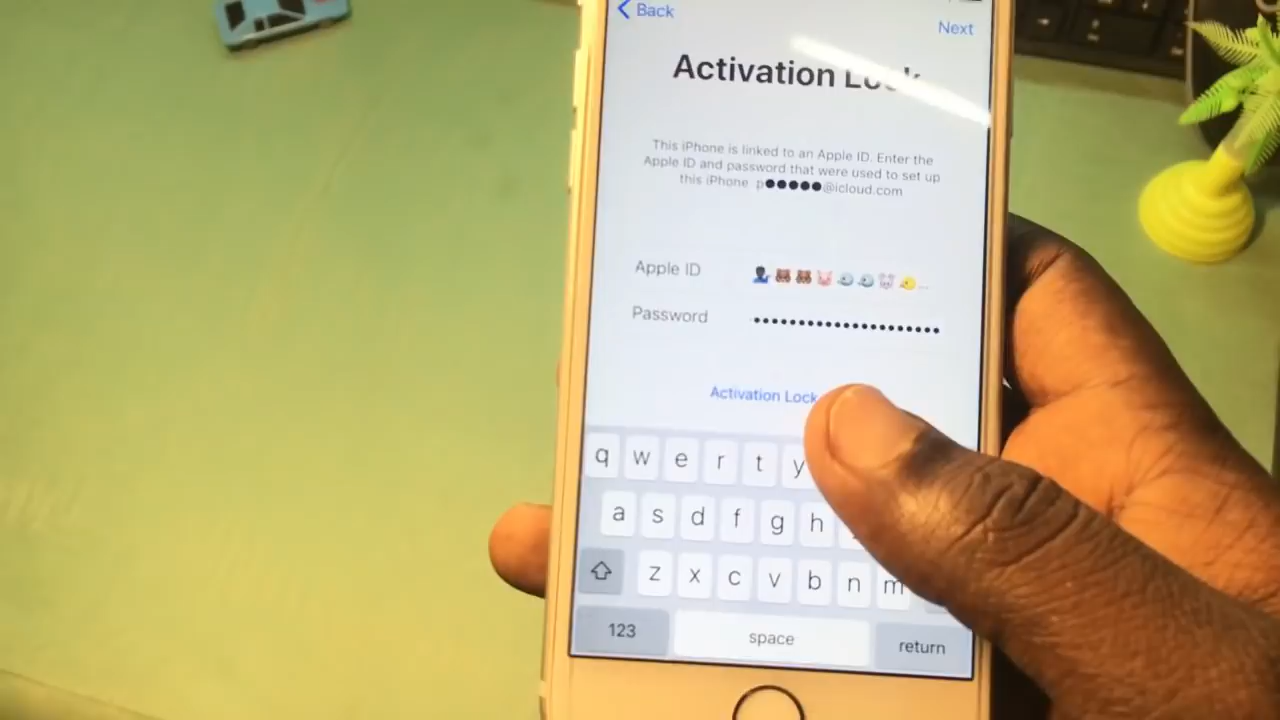 Back
Next
Activation Lock
This iPhone is linked to an Apple ID. Enter the
Apple ID and password that were used to set up
this iPhone p●●●●●@icloud.com
Apple ID
Password ••••••••••••••••••••
Activation Lock
q w e r t y
a s d f g h
z x c v b n m
123 space return